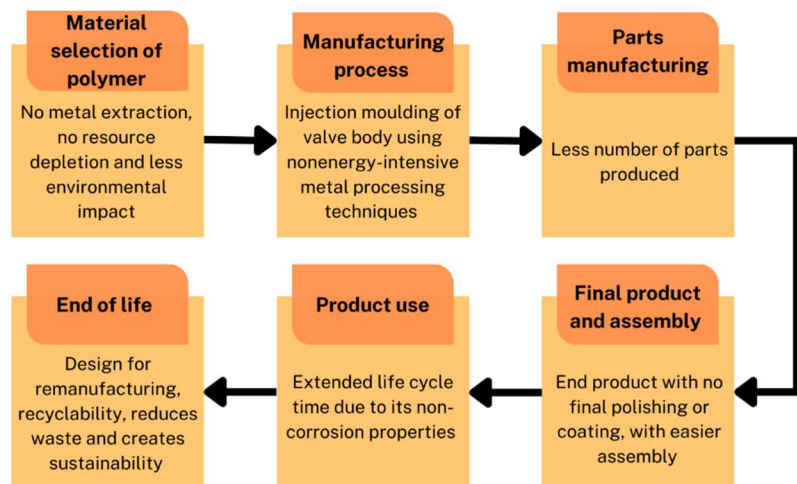 Material
selection of
polymer
No metal extraction,
no resource
depletion and less
environmental
impact
Manufacturing
process
Injection moulding of
valve body using
nonenergy-intensive
metal processing
techniques
Parts
manufacturing
Less number of parts
produced
Final product
and assembly
End product with no
final polishing or
coating, with easier
assembly
Product use
Extended life cycle
time due to its non-
corrosion properties
End of life
Design for
remanufacturing,
recyclability, reduces
waste and creates
sustainability